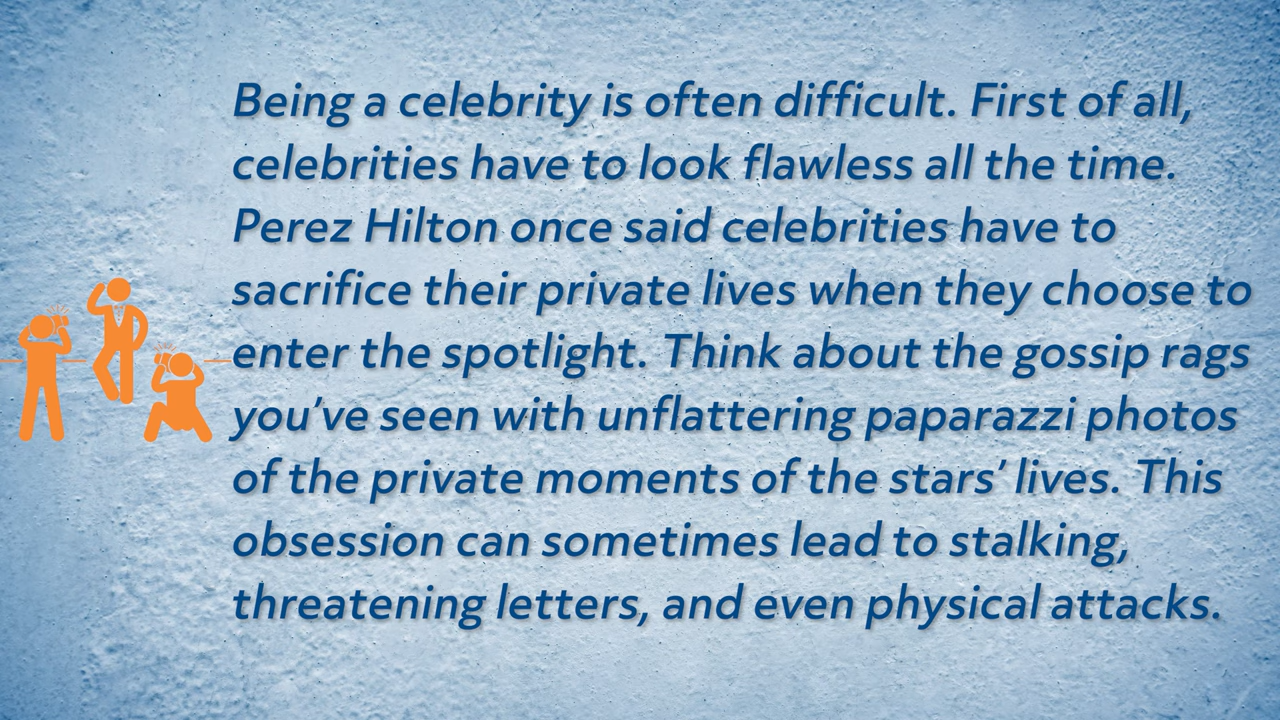 Being a celebrity is often difficult. First of all,
celebrities have to look flawless all the time.
Perez Hilton once said celebrities have to
sacrifice their private lives when they choose to
enter the spotlight. Think about the gossip rags
you’ve seen with unflattering paparazzi photos
of the private moments of the stars’ lives. This
obsession can sometimes lead to stalking,
threatening letters, and even physical attacks.